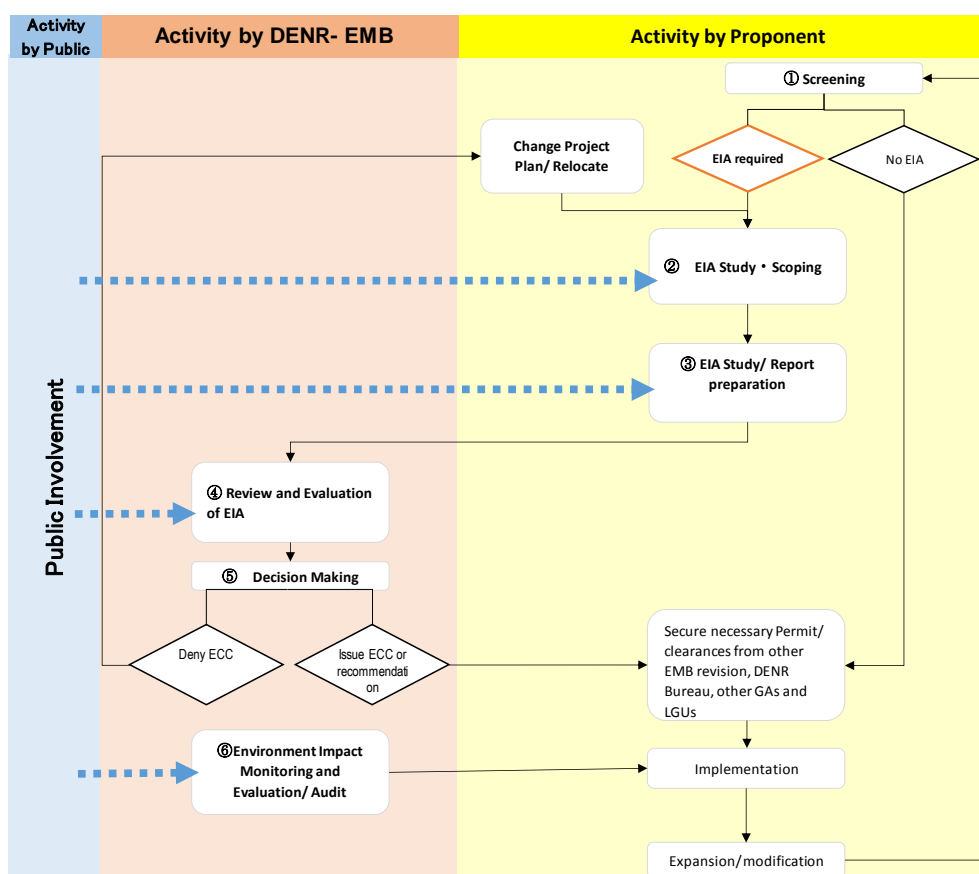 Activity
by Public
Activity by DENR- EMB
Activity by Proponent
① Screening
Change Project
Plan/ Relocate
EIA required
No EIA
② EIA Study・Scoping
③ EIA Study/ Report
preparation
Public Involvement
④ Review and Evaluation
of EIA
⑤ Decision Making
Deny ECC
Issue ECC or
recommendati
on
Secure necessary Permit/
clearances from other
EMB revision, DENR
Bureau, other GAs and
LGUs
⑥Environment Impact
Monitoring and
Evaluation/ Audit
Implementation
Expansion/modification